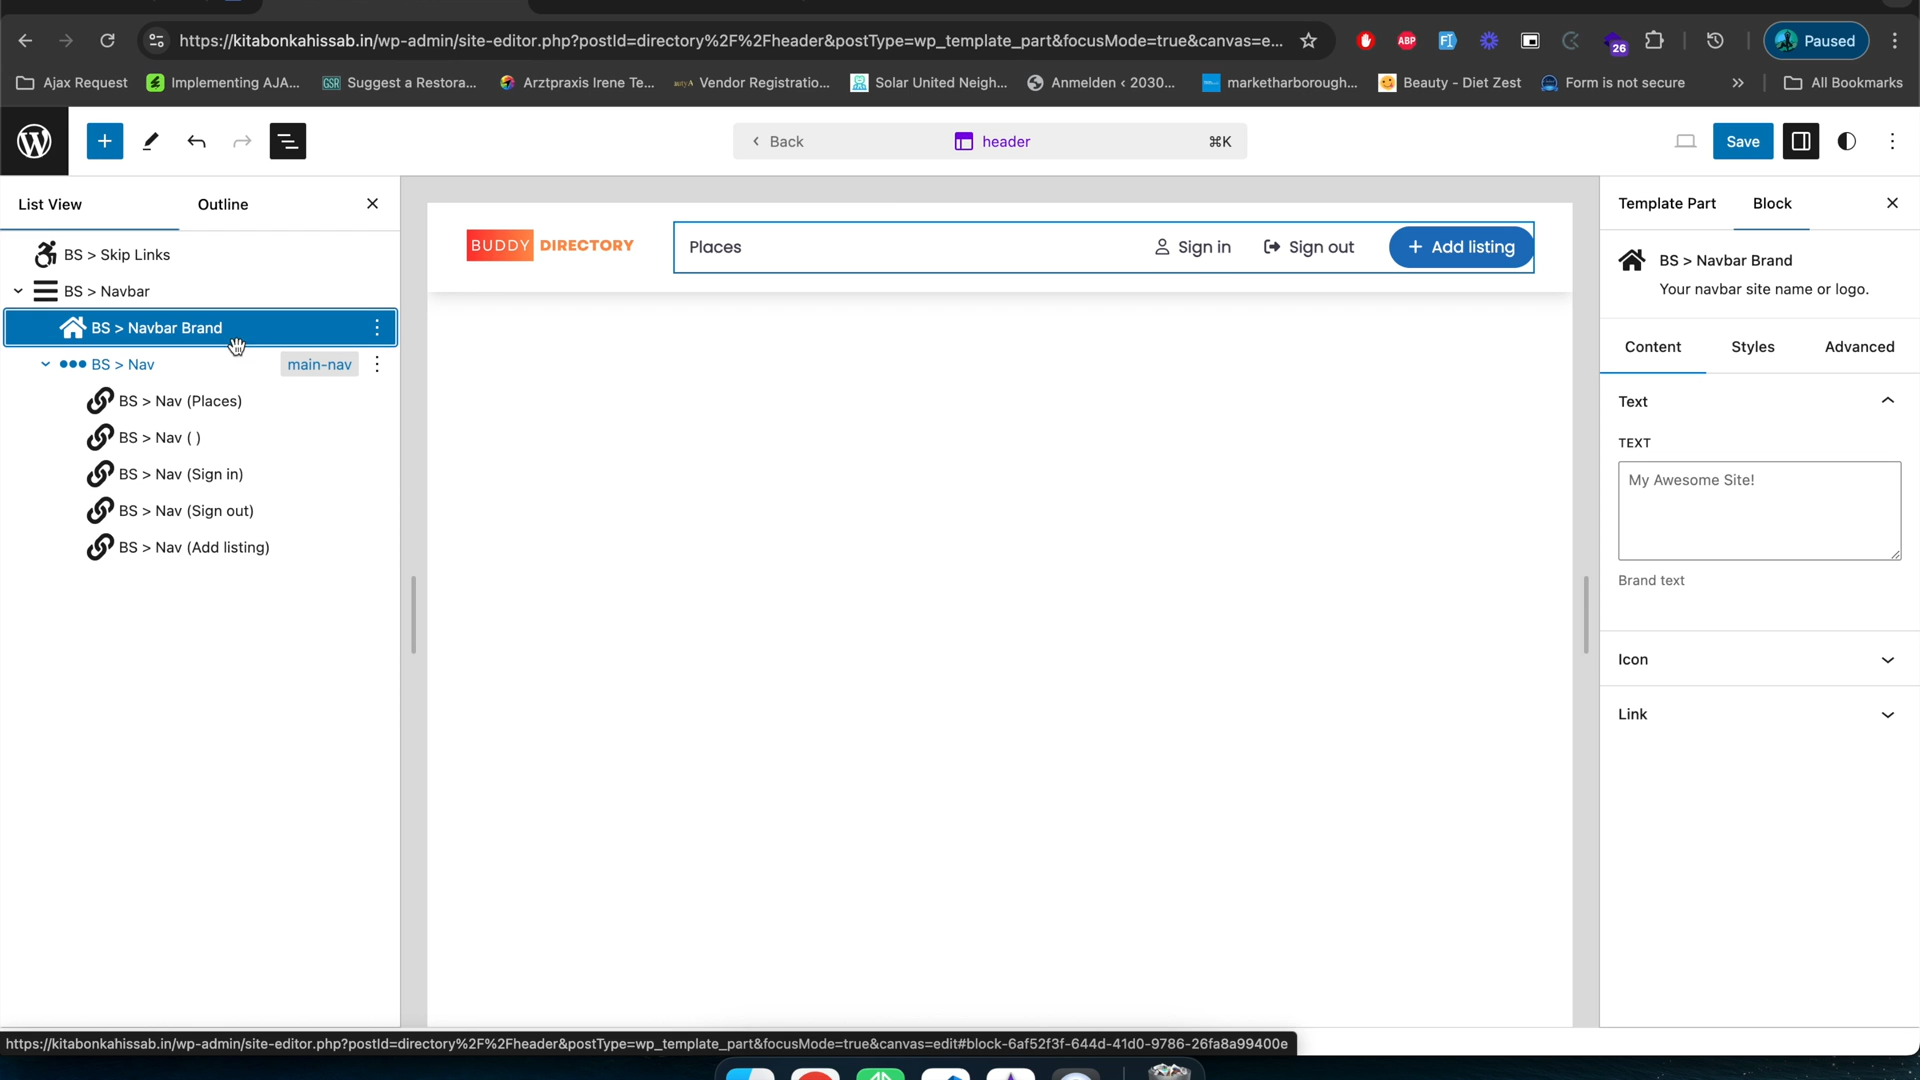 https://kitabonkahissab.in/wp-admin/site-editor.php?postId=directory%2F%2Fheader&postType=wp_template_part&focusMode=true&canvas=e...
ABP
26
Paused
Ajax Request
Implementing AJA...
GSR
Suggest a Restora...
Arztpraxis Irene Te...
Vendor Registratio...
Solar United Neigh...
Anmelden < 2030...
marketharborough...
Beauty - Diet Zest
Form is not secure
»
All Bookmarks
Back
header
⌘K
Save
List View
Outline
BS > Skip Links
BS > Navbar
BS > Navbar Brand
BS > Nav
main-nav
BS > Nav (Places)
BS > Nav ( )
BS > Nav (Sign in)
BS > Nav (Sign out)
BS > Nav (Add listing)
BUDDY DIRECTORY
Places
Sign in
Sign out
+ Add listing
Template Part
Block
BS > Navbar Brand
Your navbar site name or logo.
Content
Styles
Advanced
Text
TEXT
My Awesome Site!
Brand text
Icon
Link
https://kitabonkahissab.in/wp-admin/site-editor.php?postId=directory%2F%2Fheader&postType=wp_template_part&focusMode=true&canvas=edit#block-6af52f3f-644d-41d0-9786-26fa8a99400e